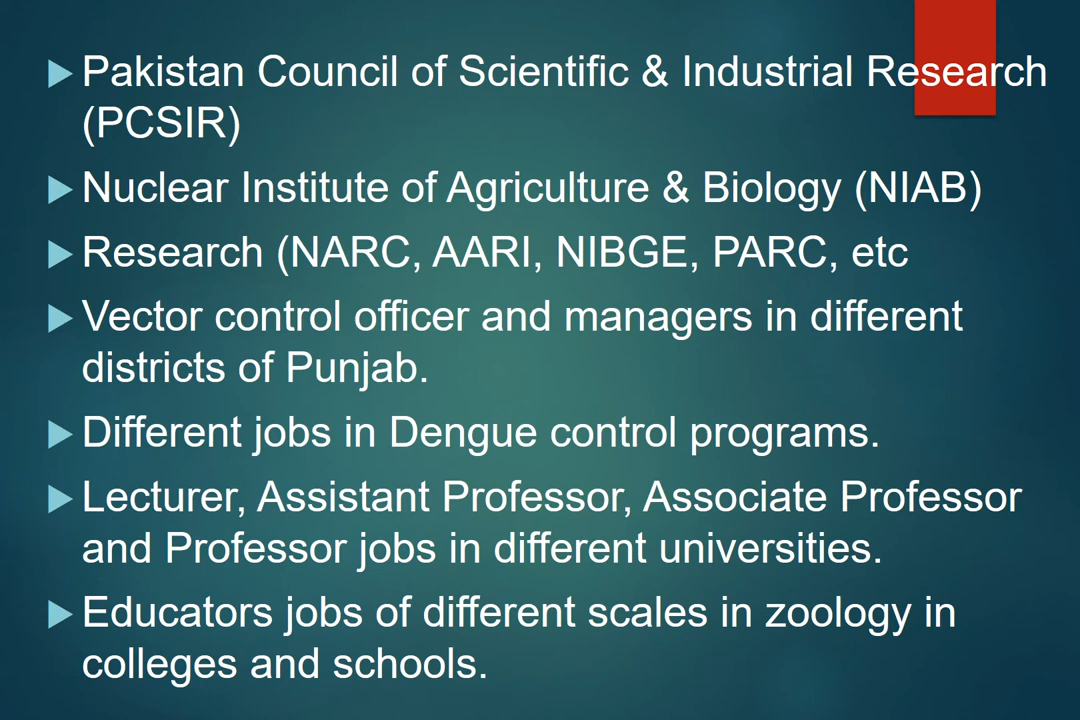 Pakistan Council of Scientific & Industrial Research
(PCSIR)
Nuclear Institute of Agriculture & Biology (NIAB)
Research (NARC, AARI, NIBGE, PARC, etc
Vector control officer and managers in different
districts of Punjab.
Different jobs in Dengue control programs.
Lecturer, Assistant Professor, Associate Professor
and Professor jobs in different universities.
Educators jobs of different scales in zoology in
colleges and schools.